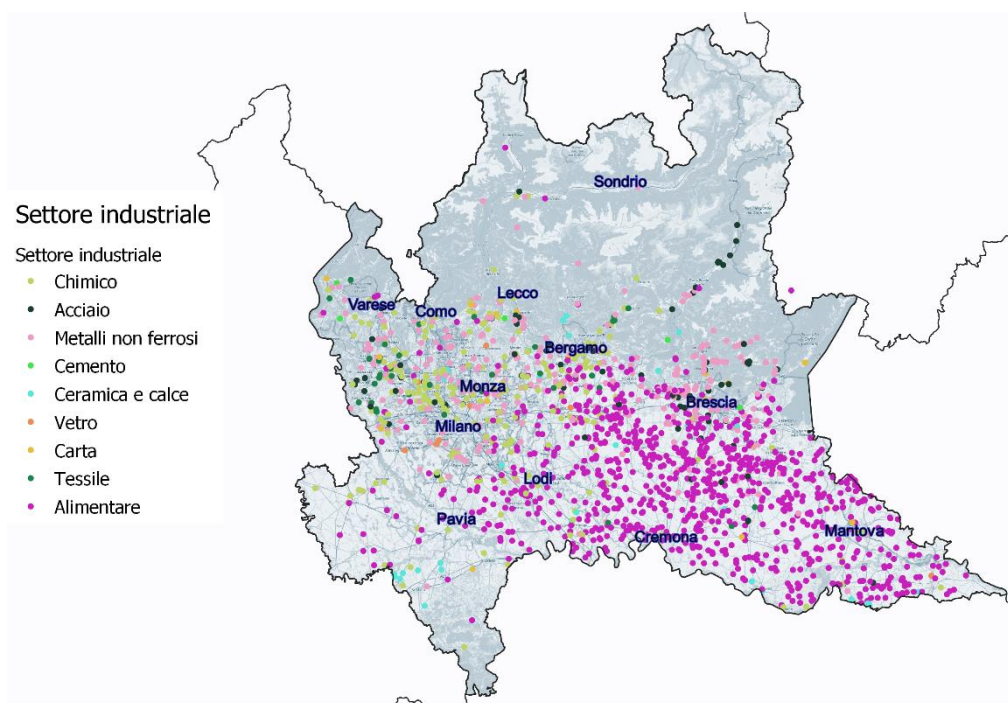 Settore industriale
Settore industriale
Chimico
Acciaio
Metalli non ferrosi
Cemento
Ceramica e calce
Vetro
Carta
Tessile
Alimentare
Sondrio
Lecco
Varese
Como
Bergamo
Monza
Brescia
Milano
Lodi
Pavia
Cremona
Mantova